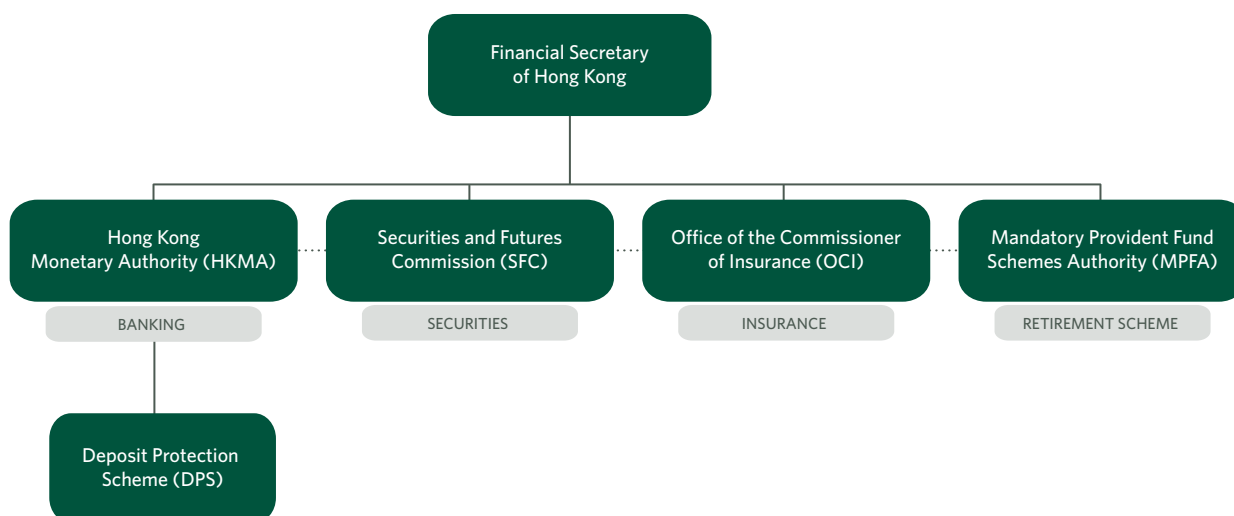 Financial Secretary
of Hong Kong
Hong Kong
Monetary Authority (HKMA)
Securities and Futures
Commission (SFC)
Office of the Commissioner
of Insurance (OCI)
Mandatory Provident Fund
Schemes Authority (MPFA)
BANKING
SECURITIES
INSURANCE
RETIREMENT SCHEME
Deposit Protection
Scheme (DPS)